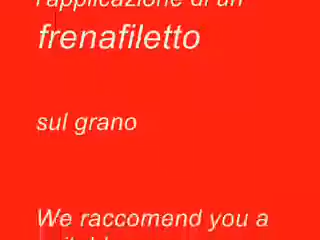 l'applicazione di un
frenafiletto
sul grano
We raccomend you a